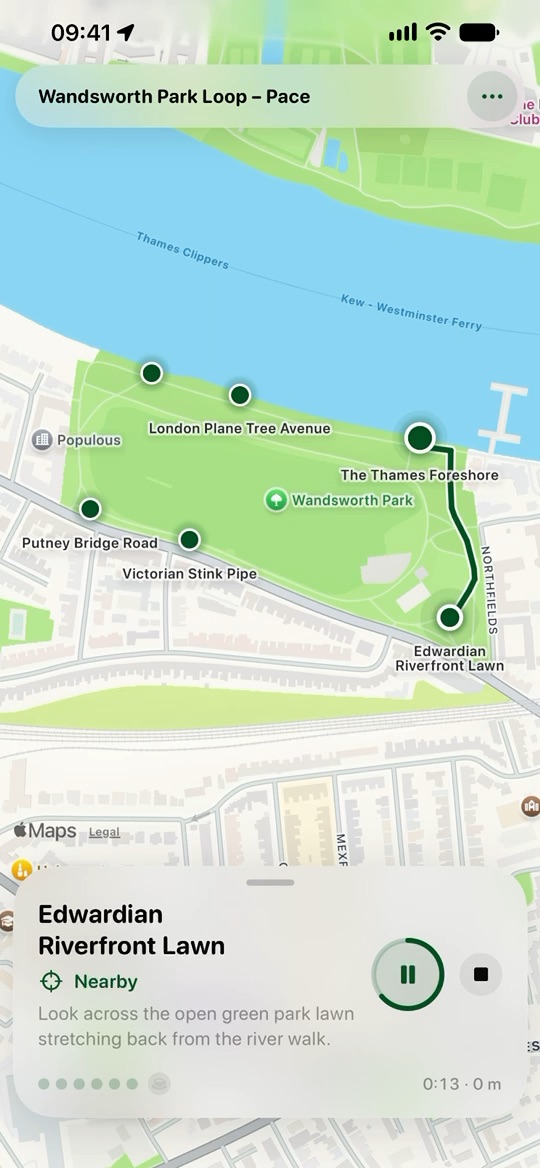 09:41
Wandsworth Park Loop – Pace
Club
Thames Clippers
Kew - Westminster Ferry
London Plane Tree Avenue
Populous
The Thames Foreshore
Wandsworth Park
Putney Bridge Road
Victorian Stink Pipe
NORTHFIELDS
Edwardian
Riverfront Lawn
Maps
Legal
Edwardian
Riverfront Lawn
Nearby
Look across the open green park lawn
stretching back from the river walk.
0:13 · 0 m